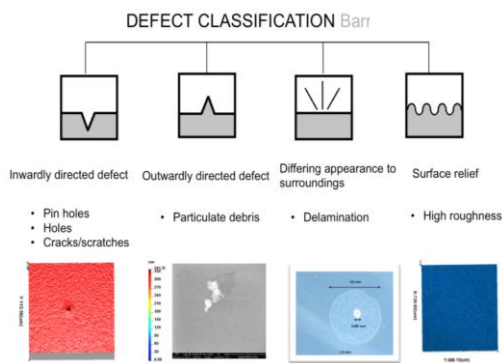 DEFECT CLASSIFICATION Barr
Inwardly directed defect
Outwardly directed defect
Differing appearance to
surroundings
Surface relief
• Pin holes
• Holes
• Cracks/scratches
• Particulate debris
• Delamination
• High roughness